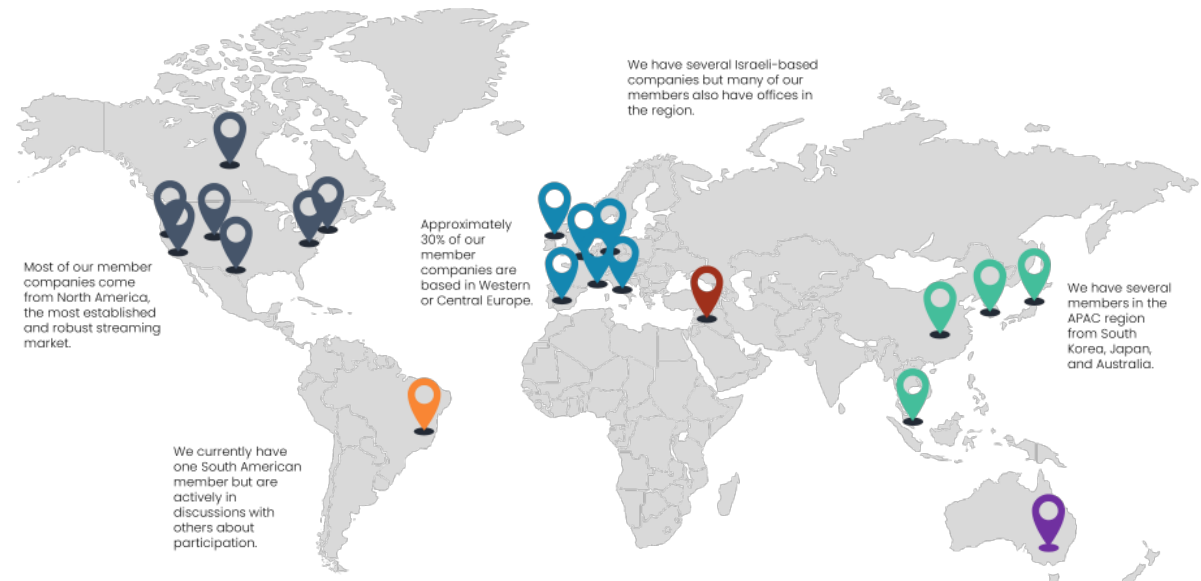 We have several Israeli-based
companies but many of our
members also have offices in
the region.
Approximately
30% of our
member
companies are
based in Western
or Central Europe.
Most of our member
companies come
from North America,
the most established
and robust streaming
market.
We have several
members in the
APAC region
from South
Korea, Japan,
and Australia.
We currently have
one South American
member but are
actively in
discussions with
others about
participation.